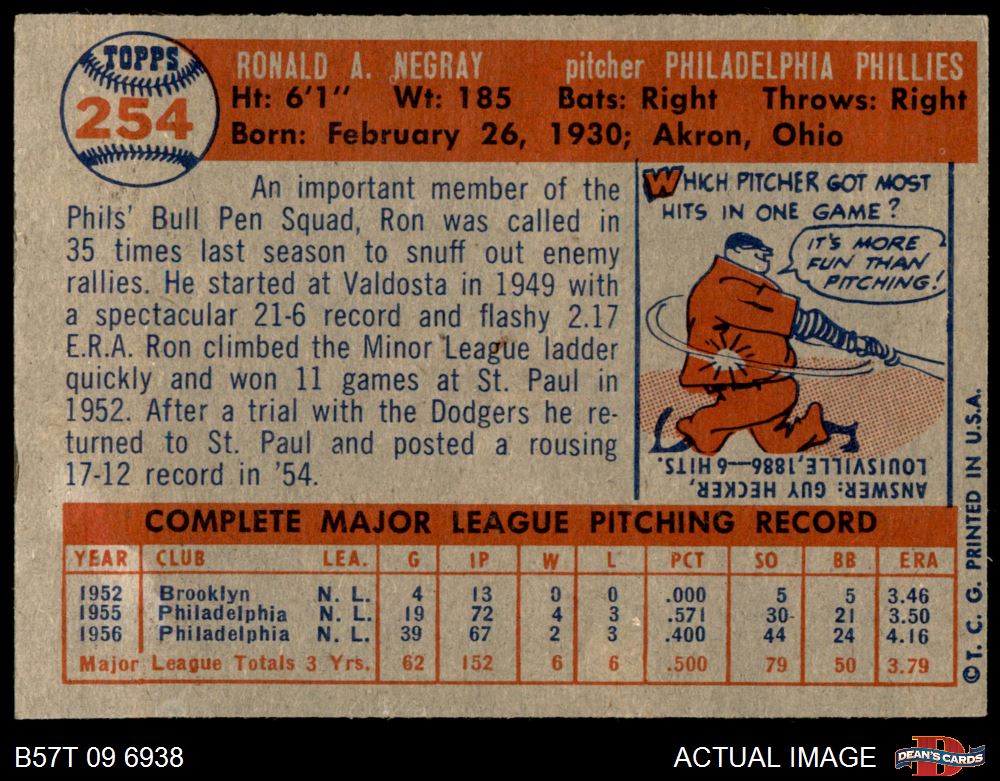 TOPPS
254
RONALD A. NEGRAY pitcher PHILADELPHIA PHILLIES
Ht: 6'1" Wt: 185 Bats: Right Throws: Right
Born: February 26, 1930; Akron, Ohio
An important member of the
Phils' Bull Pen Squad, Ron was called in
35 times last season to snuff out enemy
rallies. He started at Valdosta in 1949 with
a spectacular 21-6 record and flashy 2.17
E.R.A. Ron climbed the Minor League ladder
quickly and won 11 games at St. Paul in
1952. After a trial with the Dodgers he re-
turned to St. Paul and posted a rousing
17-12 record in '54.
WHICH PITCHER GOT MOST
HITS IN ONE GAME?
IT'S MORE
FUN THAN
PITCHING!
ANSWER: GUY HECKER,
LOUISVILLE, 1886—6 HITS.
COMPLETE MAJOR LEAGUE PITCHING RECORD
YEAR CLUB LEA. G IP W L PCT SO BB ERA
1952 Brooklyn N. L. 4 13 0 0 .000 5 5 3.46
1955 Philadelphia N. L. 19 72 4 3 .571 30 21 3.50
1956 Philadelphia N. L. 39 67 2 3 .400 44 24 4.16
Major League Totals 3 Yrs. 62 152 6 6 .500 79 50 3.79
© T. C. G. PRINTED IN U.S.A.
B57T 09 6938
ACTUAL IMAGE
DEAN'S CARDS